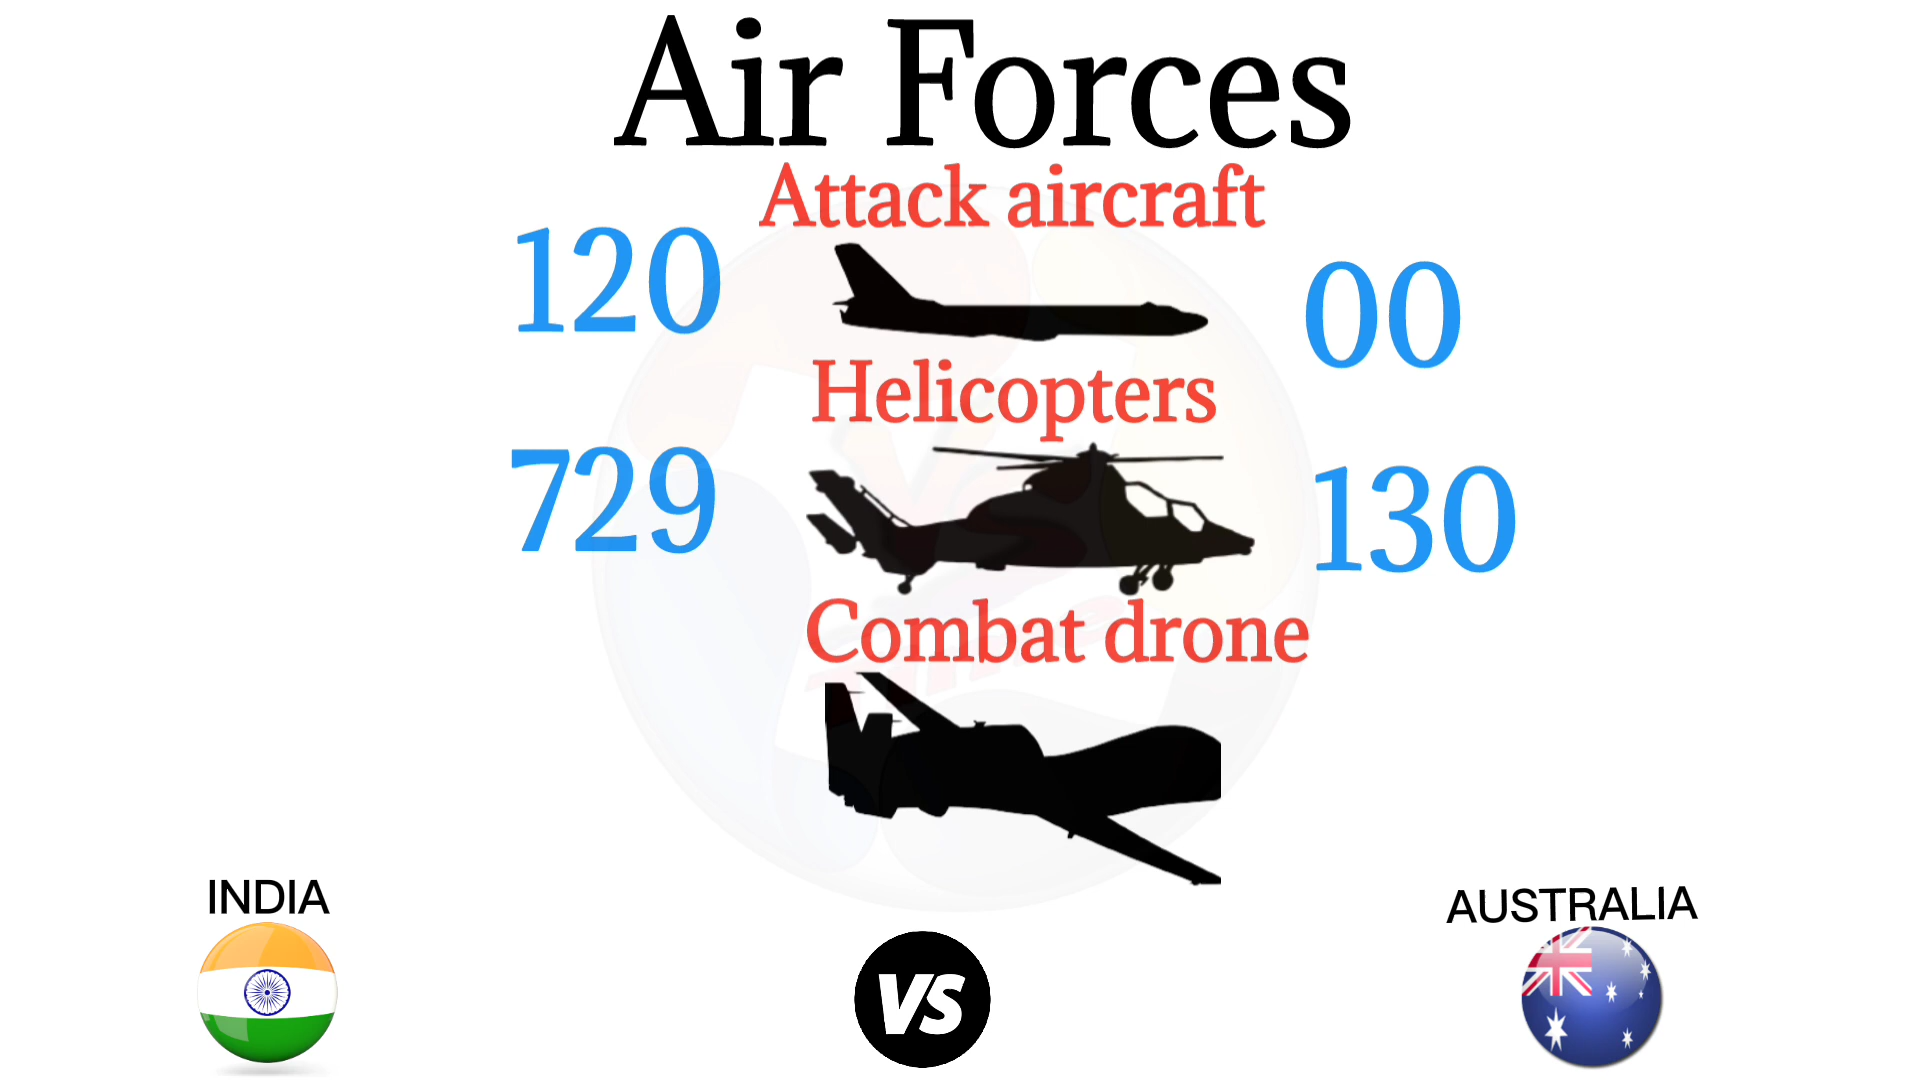 Air Forces
Attack aircraft
120
00
Helicopters
729
130
Combat drone
INDIA
AUSTRALIA
VS